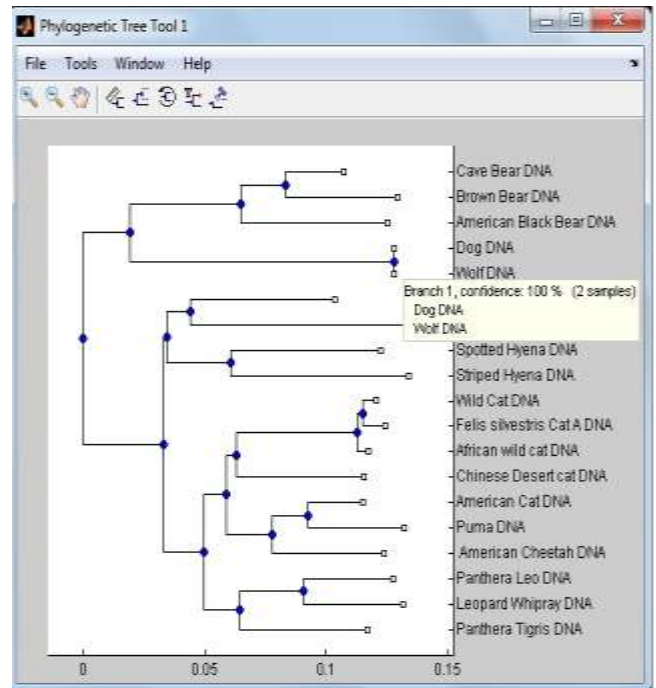 Phylogenetic Tree Tool 1
File Tools Window Help
Cave Bear DNA
Brown Bear DNA
American Black Bear DNA
Dog DNA
Wolf DNA
Branch 1, confidence: 100 % (2 samples)
Dog DNA
Wolf DNA
Spotted Hyena DNA
Striped Hyena DNA
Wild Cat DNA
Felis silvestris Cat A DNA
African wild cat DNA
Chinese Desert cat DNA
American Cat DNA
Puma DNA
American Cheetah DNA
Panthera Leo DNA
Leopard Whipray DNA
Panthera Tigris DNA
0 0.05 0.1 0.15